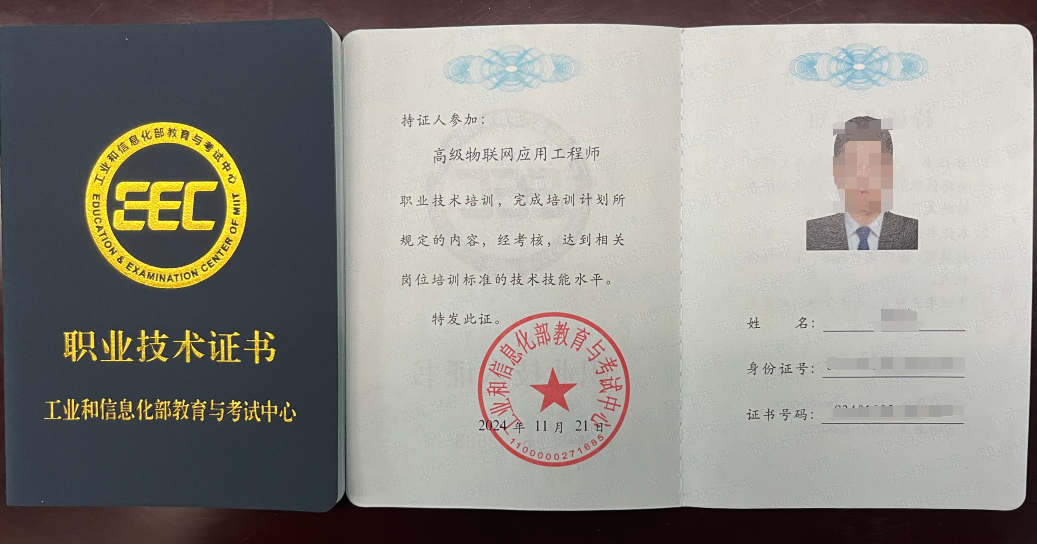 工业和信息化部教育与考试中心
EEC
EDUCATION & EXAMINATION CENTER OF MIIT
职业技术证书
工业和信息化部教育与考试中心
持证人参加：
高级物联网应用工程师
职业技术培训，完成培训计划所
规定的内容，经考核，达到相关
岗位培训标准的技术技能水平。
特发此证。
工业和信息化部教育与考试中心
2024 年 11 月 21 日
1100000271685
姓 名：
身份证号：
证书号码：